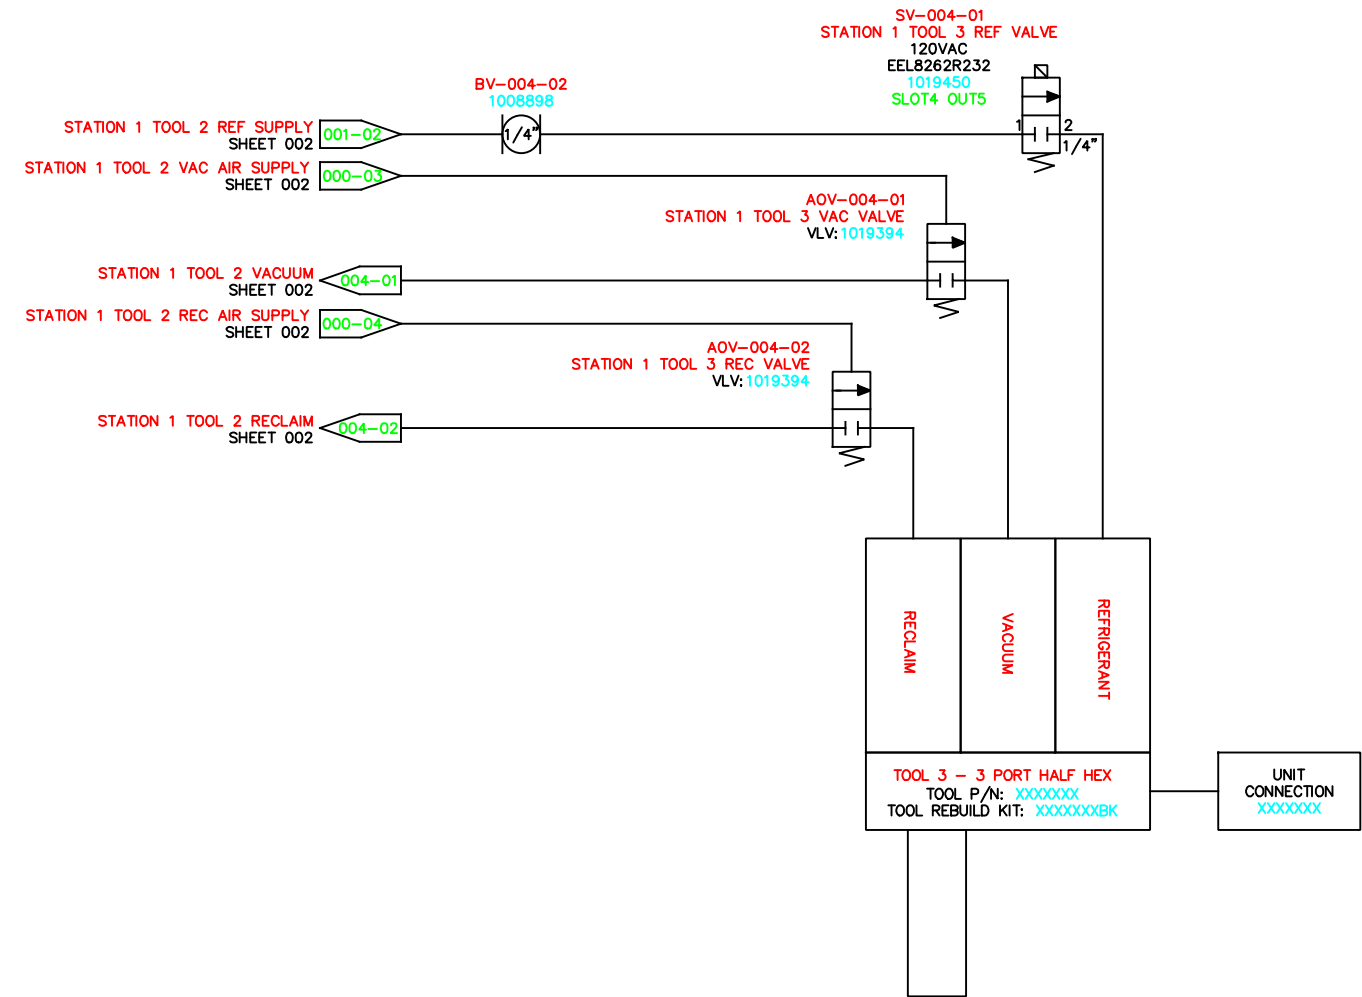 SV-004-01
STATION 1 TOOL 3 REF VALVE
120VAC
EEL8262R232
1019450
SLOT4 OUT5
BV-004-02
1008898
STATION 1 TOOL 2 REF SUPPLY
SHEET 002
001-02
1/4"
1
2
1/4"
STATION 1 TOOL 2 VAC AIR SUPPLY
SHEET 002
000-03
AOV-004-01
STATION 1 TOOL 3 VAC VALVE
VLV: 1019394
STATION 1 TOOL 2 VACUUM
SHEET 002
004-01
STATION 1 TOOL 2 REC AIR SUPPLY
SHEET 002
000-04
AOV-004-02
STATION 1 TOOL 3 REC VALVE
VLV: 1019394
STATION 1 TOOL 2 RECLAIM
SHEET 002
004-02
RECLAIM
VACUUM
REFRIGERANT
TOOL 3 - 3 PORT HALF HEX
TOOL P/N: XXXXXXX
TOOL REBUILD KIT: XXXXXXXBK
UNIT
CONNECTION
XXXXXXX